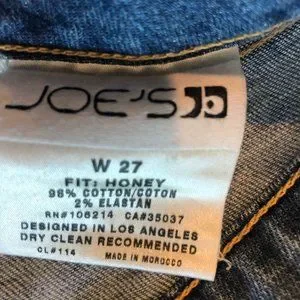 JOE'S
W 27
FIT: HONEY
98% COTTON/COTON
2% ELASTAN
RN#106214 CA#35037
DESIGNED IN LOS ANGELES
DRY CLEAN RECOMMENDED
CL#114 MADE IN MOROCCO